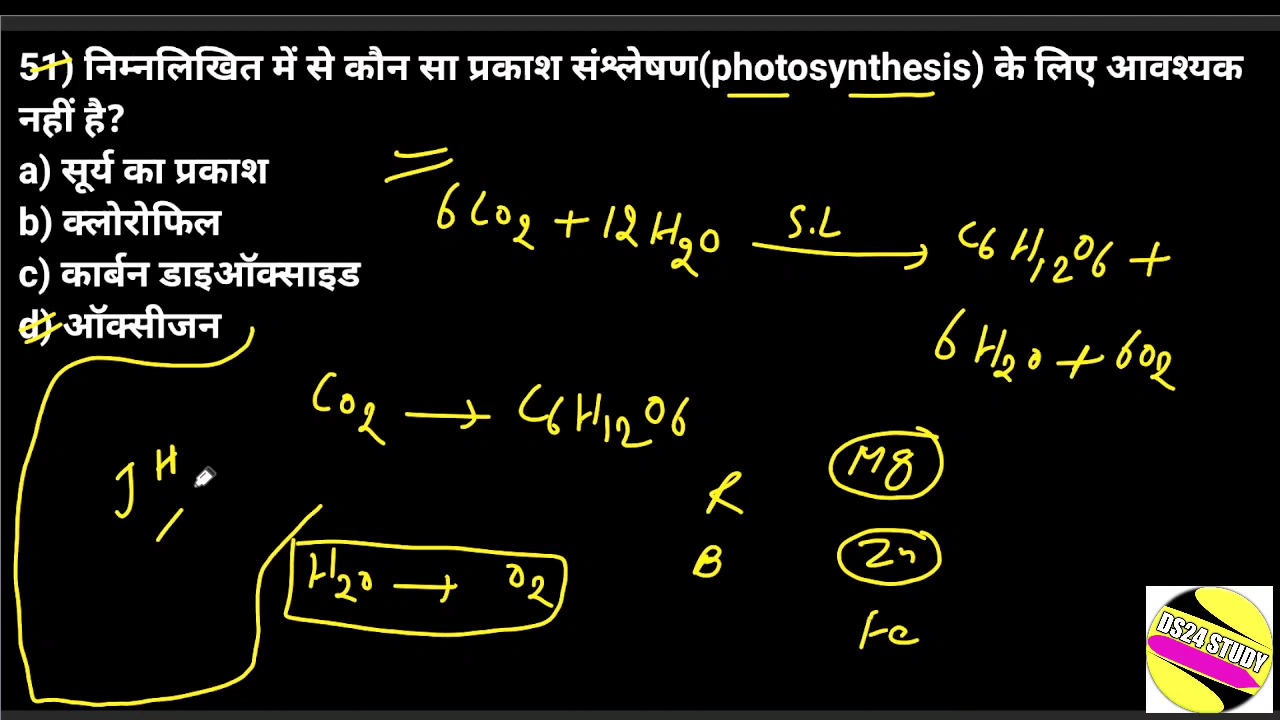 51) निम्नलिखित में से कौन सा प्रकाश संश्लेषण(photosynthesis) के लिए आवश्यक
नहीं है?
a) सूर्य का प्रकाश
b) क्लोरोफिल
c) कार्बन डाइऑक्साइड
d) ऑक्सीजन
6CO2 + 12H2O S.L → C6H12O6 +
6H2O + 6O2
CO2 → C6H12O6
Mg
R
J H
B
Zn
H2O → O2
Fe
DS24 STUDY